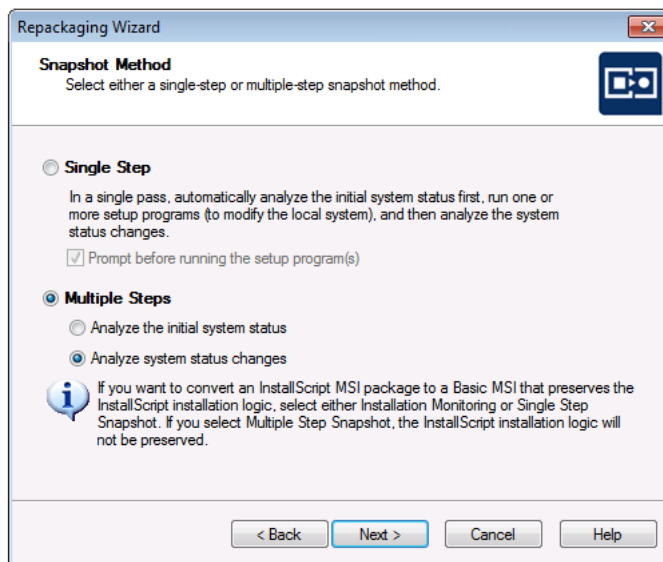 Repackaging Wizard
Snapshot Method
Select either a single-step or multiple-step snapshot method.
Single Step
In a single pass, automatically analyze the initial system status first, run one or
more setup programs (to modify the local system), and then analyze the system
status changes.
Prompt before running the setup program(s)
Multiple Steps
Analyze the initial system status
Analyze system status changes
If you want to convert an InstallScript MSI package to a Basic MSI that preserves the
InstallScript installation logic, select either Installation Monitoring or Single Step
Snapshot. If you select Multiple Step Snapshot, the InstallScript installation logic will
not be preserved.
< Back Next > Cancel Help